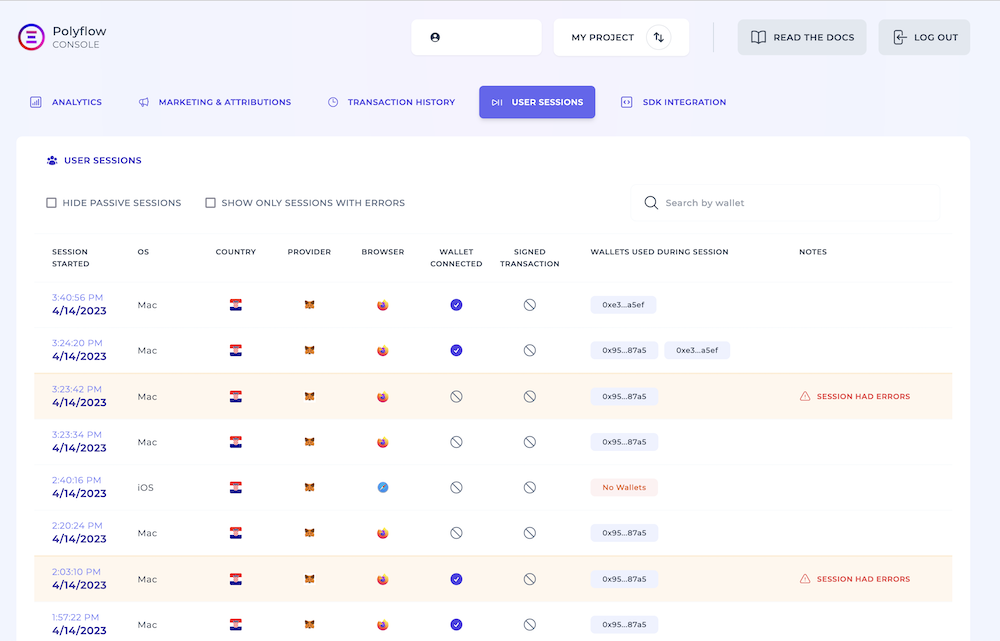 Polyflow
CONSOLE
MY PROJECT
READ THE DOCS
LOG OUT
ANALYTICS
MARKETING & ATTRIBUTIONS
TRANSACTION HISTORY
USER SESSIONS
SDK INTEGRATION
USER SESSIONS
HIDE PASSIVE SESSIONS
SHOW ONLY SESSIONS WITH ERRORS
Search by wallet
SESSION STARTED OS COUNTRY PROVIDER BROWSER WALLET CONNECTED SIGNED TRANSACTION WALLETS USED DURING SESSION NOTES
3:40:56 PM
4/14/2023 Mac 0xe3...a5ef
3:24:20 PM
4/14/2023 Mac 0x95...87a5 0xe3...a5ef
3:23:42 PM
4/14/2023 Mac 0x95...87a5 SESSION HAD ERRORS
3:23:34 PM
4/14/2023 Mac 0x95...87a5
2:40:16 PM
4/14/2023 iOS No Wallets
2:20:24 PM
4/14/2023 Mac 0x95...87a5
2:03:10 PM
4/14/2023 Mac 0x95...87a5 SESSION HAD ERRORS
1:57:22 PM
4/14/2023 Mac 0x95...87a5